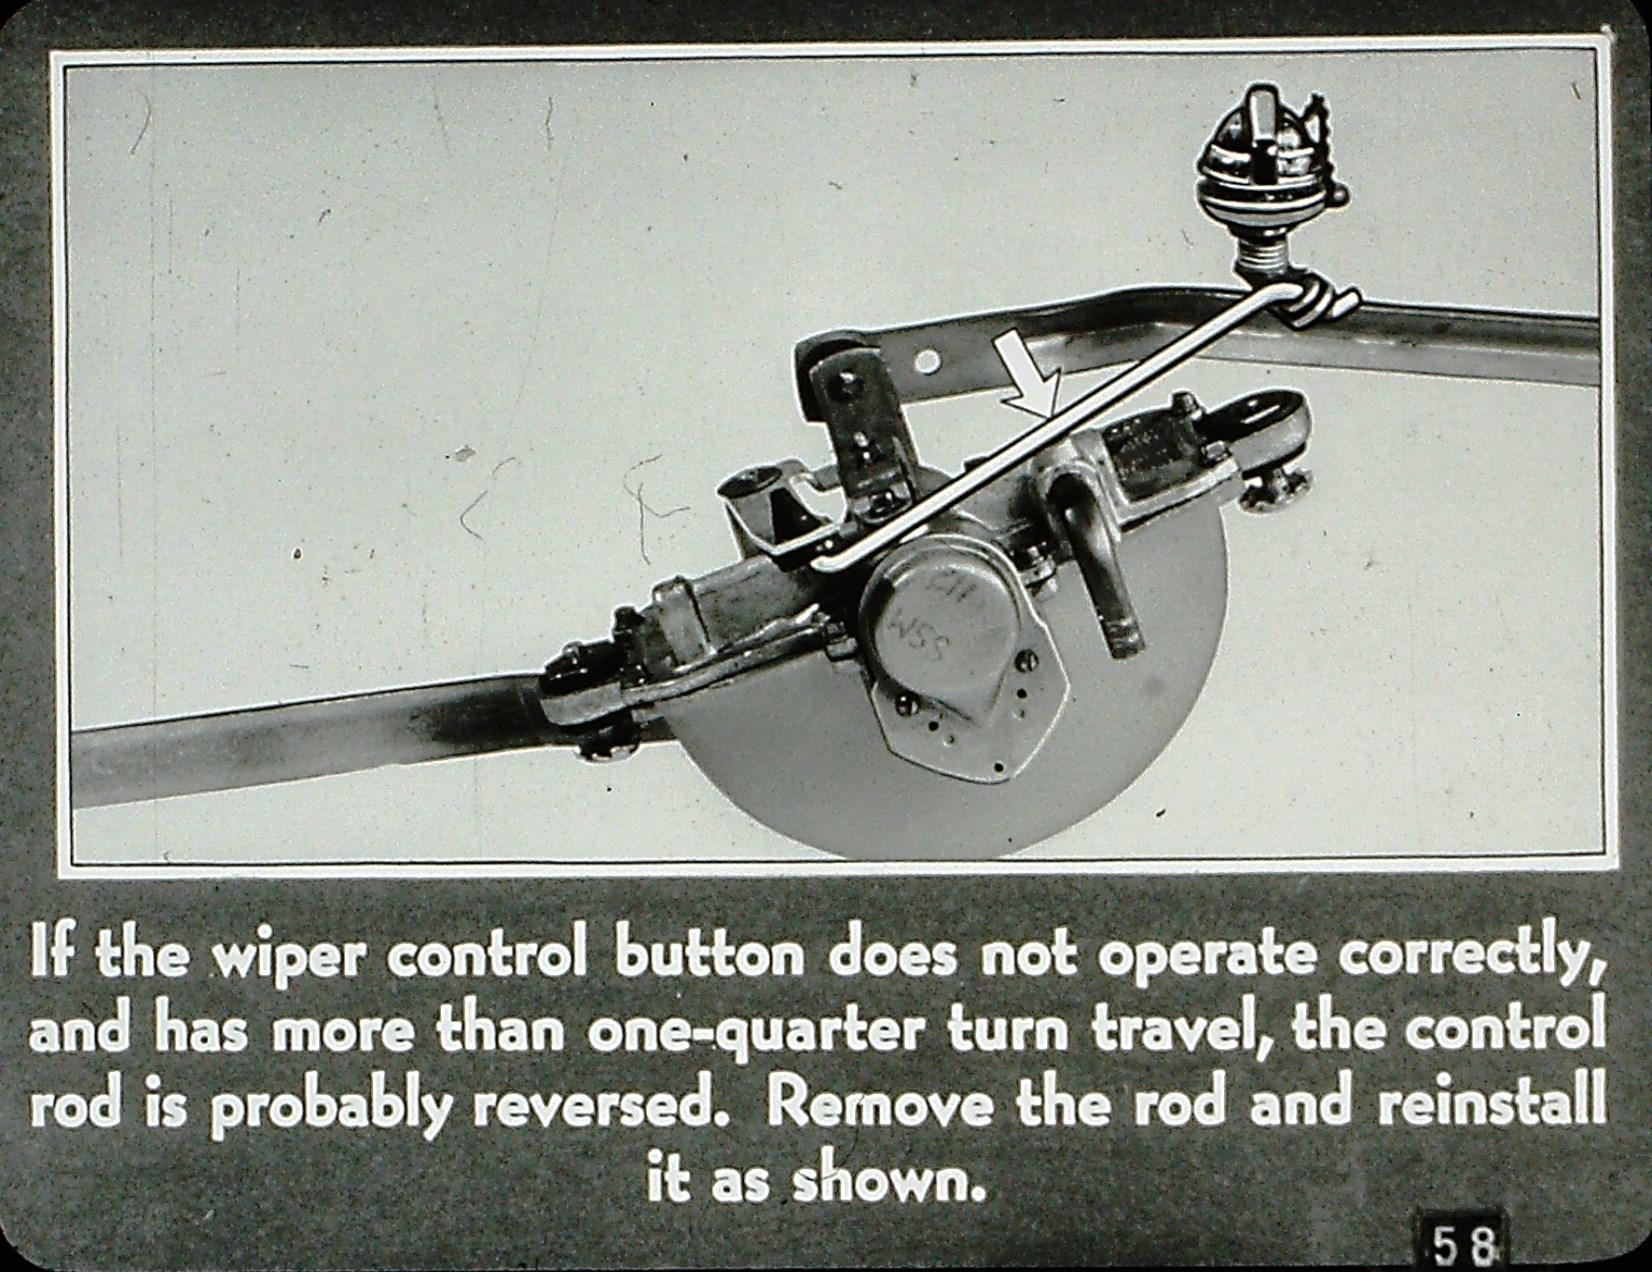 WSS
If the wiper control button does not operate correctly,
and has more than one-quarter turn travel, the control
rod is probably reversed. Remove the rod and reinstall
it as shown.
58